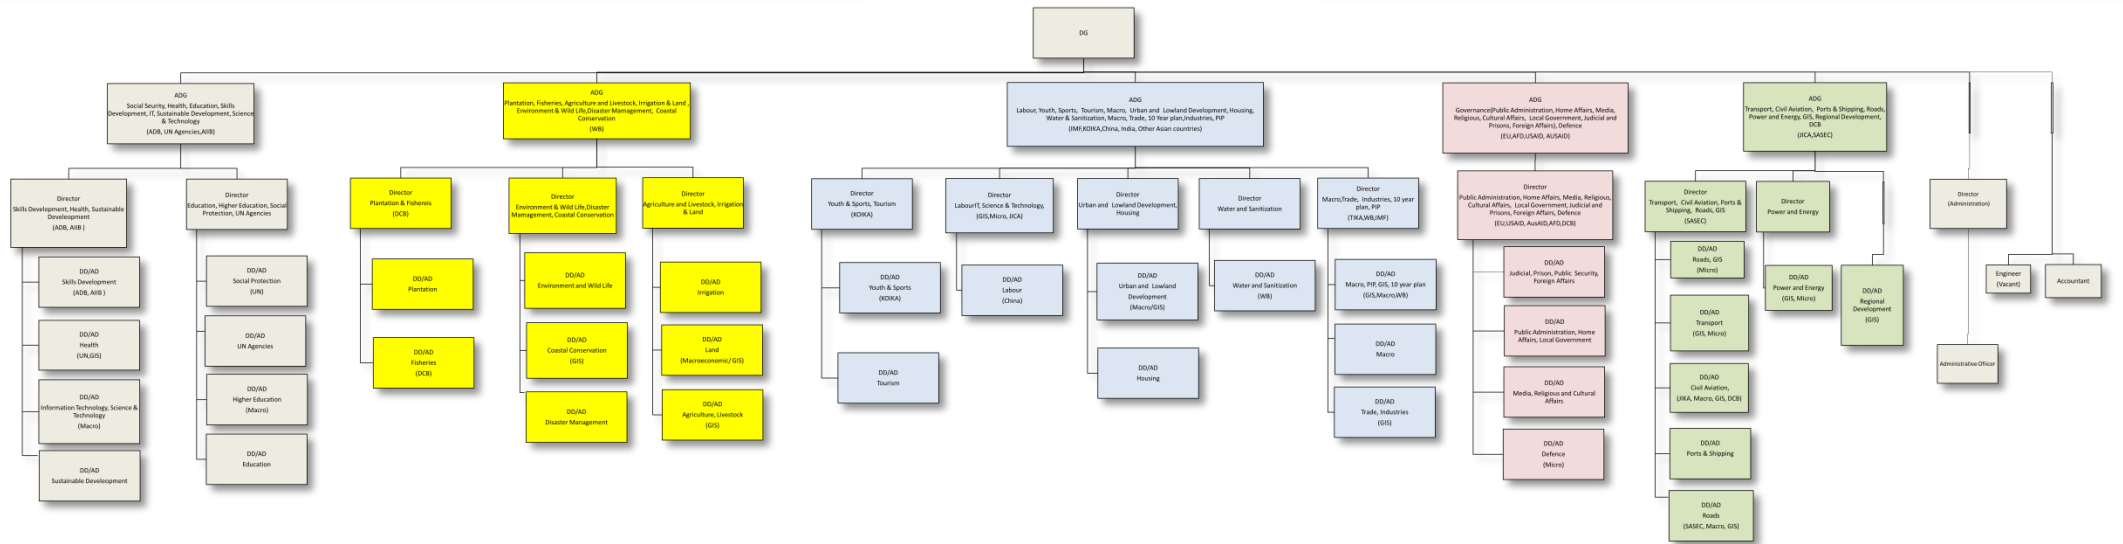 DG
ADG
Social Seurity, Health, Education, Skills
Development, IT, Sustainable Development, Science
& Technology
(ADB, UN Agencies,AIIB)
ADG
Plantation, Fisheries, Agriculture and Livestock, Irrigation & Land ,
Environment & Wild Life,Disaster Management, Coastal
Conservation
(WB)
ADG
Labour, Youth, Sports, Tourism, Macro, Urban and Lowland Development, Housing,
Water & Sanitization, Macro, Trade, 10 Year plan,Industries, PIP
(IMF,KOIKA,China, India, Other Asian countries)
ADG
Governance(Public Administration, Home Affairs, Media,
Religious, Cultural Affairs, Local Government, Judicial and
Prisons, Foreign Affairs), Defence
(EU,AFD,USAID, AUSAID)
ADG
Transport, Civil Aviation, Ports & Shipping, Roads,
Power and Energy, GIS, Regional Development,
DCB
(JICA,SASEC)
Director
Skills Development, Health, Sustainable
Develeopment
(ADB, AIIB )
Director
Education, Higher Education, Social
Protection, UN Agencies
Director
Plantation & Fishereis
(DCB)
Director
Environment & Wild Life,Disaster
Mamagement, Coastal Conservation
Director
Agriculture and Livestock, Irrigation
& Land
Director
Youth & Sports, Tourism
(KOIKA)
Director
LabourIT, Science & Technology,
(GIS,Micro, JICA)
Director
Urban and Lowland Development,
Housing
Director
Water and Sanitization
Director
Macro,Trade, Industries, 10 year
plan, PIP
(TIKA,WB,IMF)
Director
Public Administration, Home Affairs, Media, Religious,
Cultural Affairs, Local Government, Judicial and
Prisons, Foreign Affairs, Defence
(EU,USAID, AusAID,AFD,DCB)
Director
Transport, Civil Aviation, Ports &
Shipping, Roads, GIS
(SASEC)
Director
Power and Energy
Director
(Administration)
DD/AD
Skills Development
(ADB, AIIB )
DD/AD
Health
(UN,GIS)
DD/AD
Information Technology, Science &
Technology
(Macro)
DD/AD
Sustainable Develeopment
DD/AD
Social Protection
(UN)
DD/AD
UN Agencies
DD/AD
Higher Education
(Macro)
DD/AD
Education
DD/AD
Plantation
DD/AD
Fisheries
(DCB)
DD/AD
Environment and Wild Life
DD/AD
Coastal Conservation
(GIS)
DD/AD
Disaster Management
DD/AD
Irrigation
DD/AD
Land
(Macroeconomic/ GIS)
DD/AD
Agriculture, Livestock
(GIS)
DD/AD
Youth & Sports
(KOIKA)
DD/AD
Tourism
DD/AD
Labour
(China)
DD/AD
Urban and Lowland
Development
(Macro/GIS)
DD/AD
Housing
DD/AD
Water and Sanitization
(WB)
DD/AD
Macro, PIP, GIS, 10 year plan
(GIS,Macro,WB)
DD/AD
Macro
DD/AD
Trade, Industries
(GIS)
DD/AD
Judicial, Prison, Public Security,
Foreign Affairs
DD/AD
Public Administration, Home
Affairs, Local Government
DD/AD
Media, Religious and Cultural
Affairs
DD/AD
Defence
(Micro)
DD/AD
Roads, GIS
(Micro)
DD/AD
Transport
(GIS, Micro)
DD/AD
Civil Aviation,
(JIKA, Macro, GIS, DCB)
DD/AD
Ports & Shipping
DD/AD
Roads
(SASEC, Macro, GIS)
DD/AD
Power and Energy
(GIS, Micro)
DD/AD
Regional
Development
(GIS)
Administrative Officer
Engineer
(Vacant)
Accountant